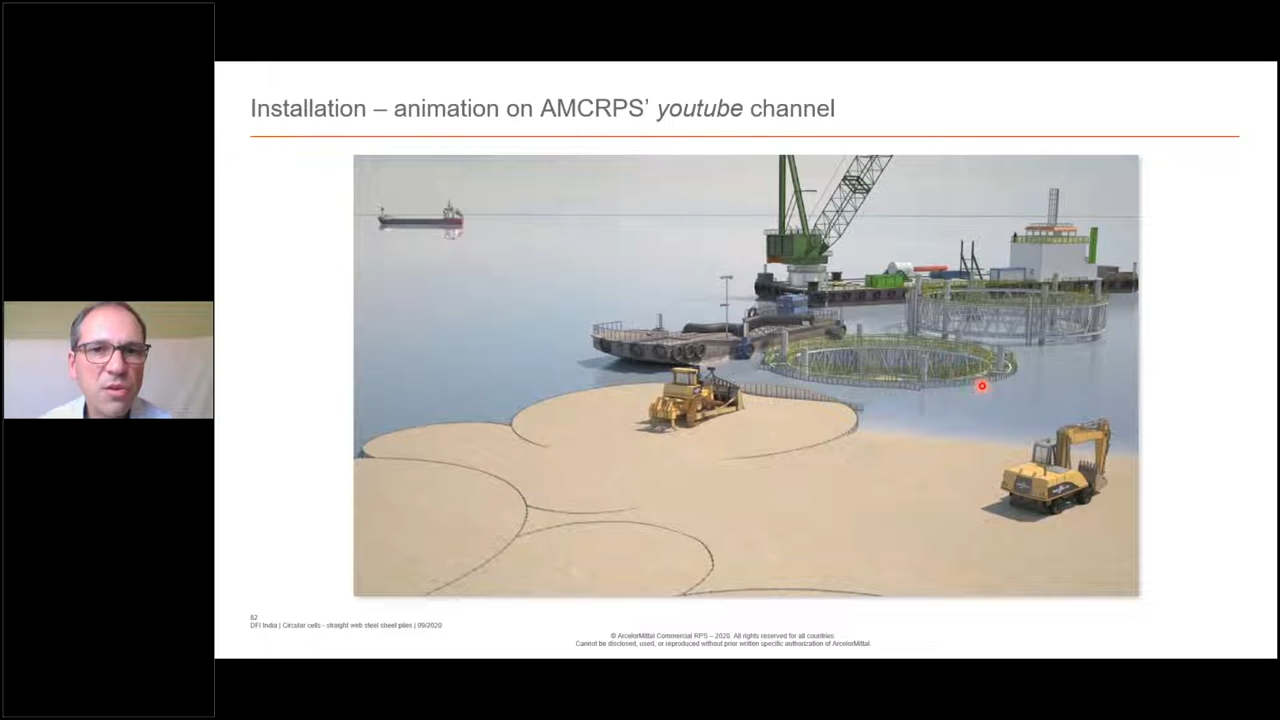 Installation – animation on AMCRPS’ youtube channel
82
DFI India | Circular cells - straight web steel sheet piles | 09/2020
© ArcelorMittal Commercial RPS – 2020. All rights reserved for all countries.
Cannot be disclosed, used, or reproduced without prior written specific authorization of ArcelorMittal.